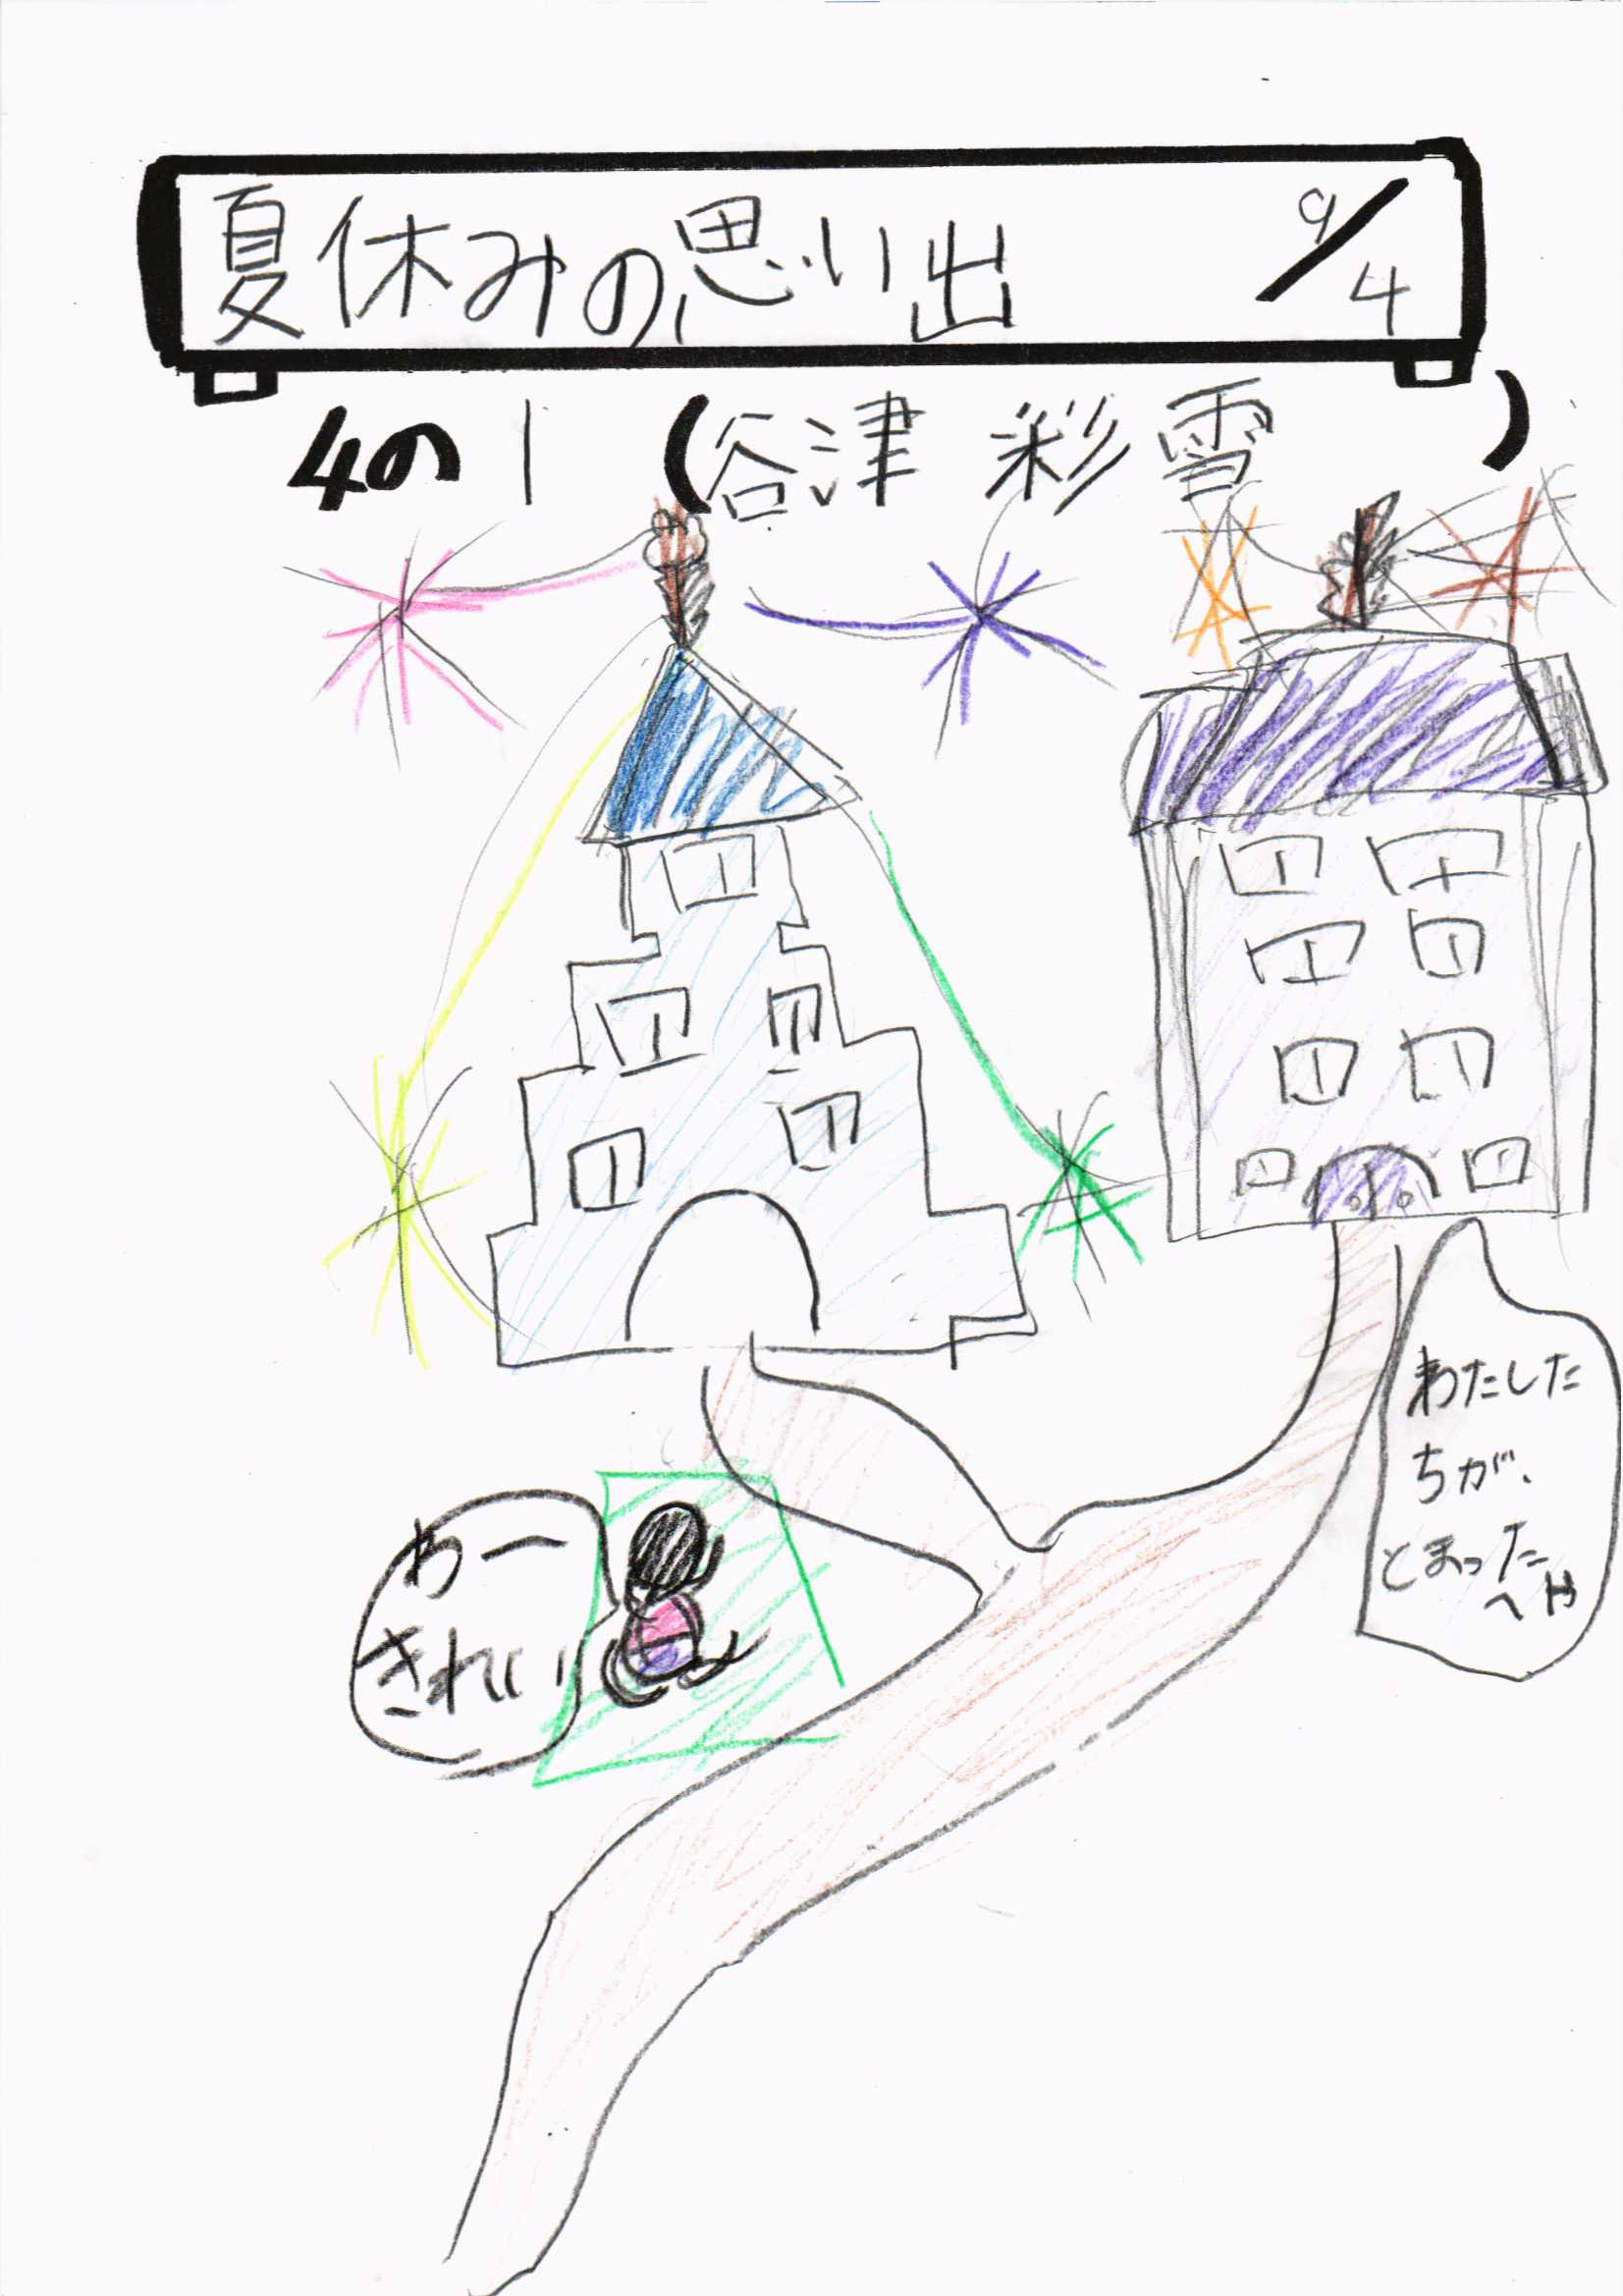 夏休みの思い出 9/4
4の1(谷津 彩雪)
わたした
ちが、
とまった
へや
わー
きれい